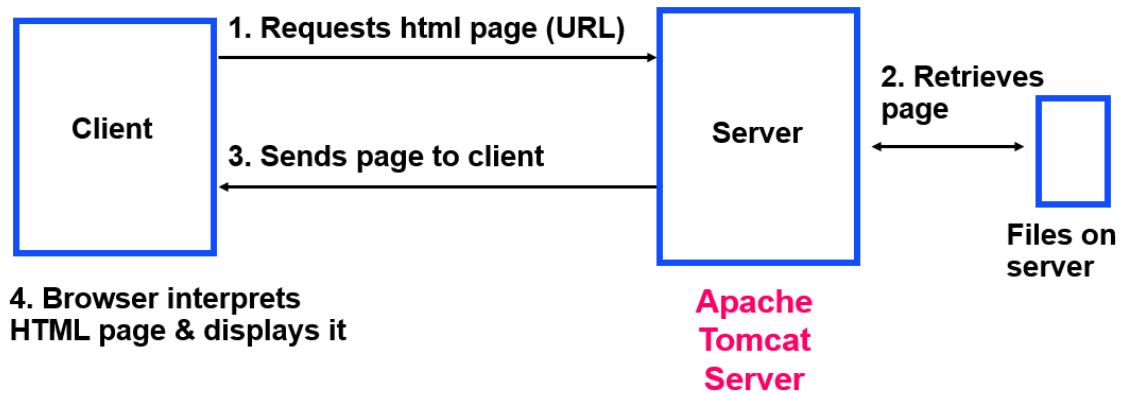 1. Requests html page (URL)
Client
3. Sends page to client
Server
2. Retrieves
page
Files on
server
4. Browser interprets
HTML page & displays it
Apache
Tomcat
Server